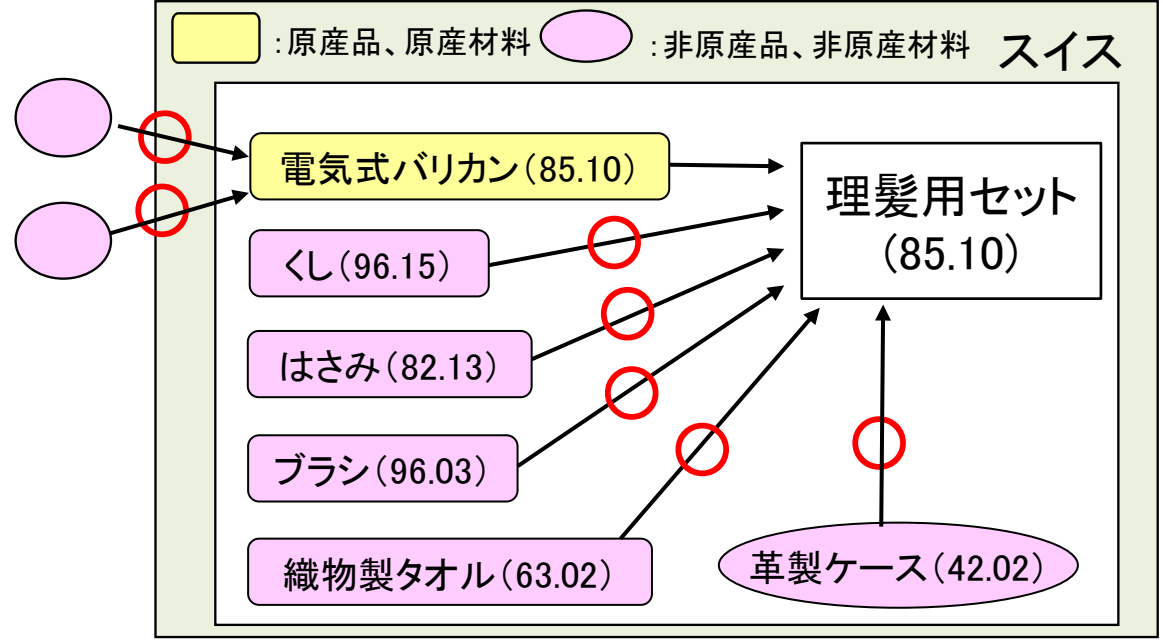 :原産品、原産材料
:非原産品、非原産材料
スイス
電気式バリカン(85.10)
理髪用セット
(85.10)
くし(96.15)
はさみ(82.13)
ブラシ(96.03)
織物製タオル(63.02)
革製ケース(42.02)